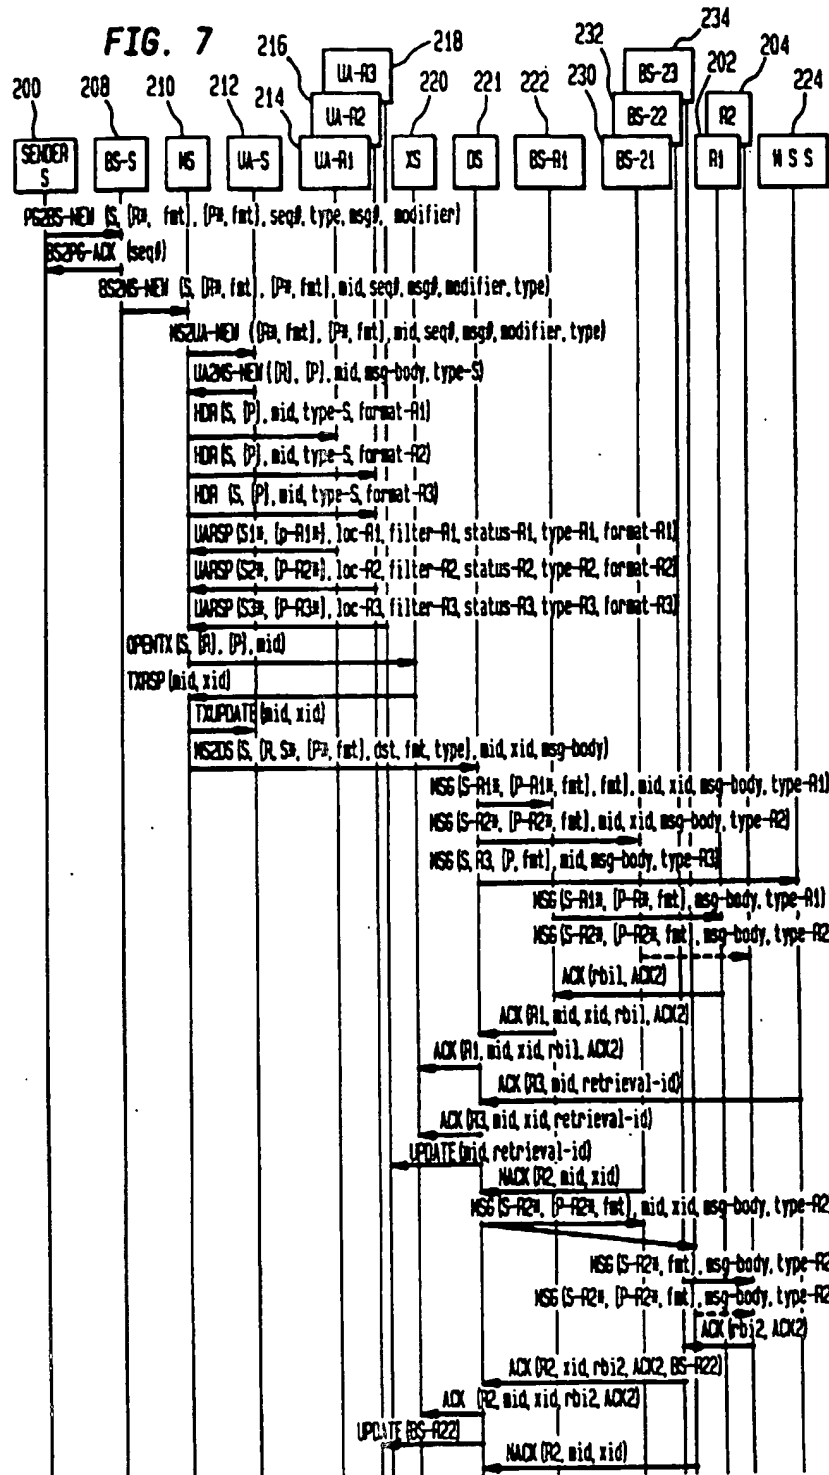 FIG. 7
216
218
UA-R3
UA-R2
214
UA-R1
220
XS
221
DS
222
BS-R1
232
234
BS-23
BS-22
230
BS-21
202
R1
204
R2
224
M S S
200
SENDER S
208
BS-S
210
MS
212
UA-S
PG2BS-NEW (S, [R*, fmt], [P*, fmt], seq#, type, msg#, modifier)
BS2PG-ACK (seq#)
BS2MS-NEW (S, [R*, fmt], [P*, fmt], mid, seq#, msg#, modifier, type)
MS2UA-NEW ([R*, fmt], [P*, fmt], mid, seq#, msg#, modifier, type)
UA2MS-NEW ([R], [P], mid, msg-body, type-S)
HDR (S, [P], mid, type-S, format-R1)
HDR (S, [P], mid, type-S, format-R2)
HDR (S, [P], mid, type-S, format-R3)
UARSP (S1*, [p-R1*], loc-R1, filter-R1, status-R1, type-R1, format-R1)
UARSP (S2*, [P-R2*], loc-R2, filter-R2, status-R2, type-R2, format-R2)
UARSP (S3*, [P-R3*], loc-R3, filter-R3, status-R3, type-R3, format-R3)
OPENTX (S, [R], [P], mid)
TXRSP (mid, xid)
TXUPDATE (mid, xid)
MS2DS (S, [R, S*, [P*, fmt], dst, fmt, type], mid, xid, msg-body)
MSG (S-R1*, [P-R1*, fmt], fmt], mid, xid, msg-body, type-R1)
MSG (S-R2*, [P-R2*, fmt], mid, xid, msg-body, type-R2)
MSG (S, R3, [P, fmt], mid, msg-body, type-R3)
MSG (S-R1*, [P-R*, fmt], msg-body, type-R1)
MSG (S-R2*, [P-R2*, fmt], msg-body, type-R2
ACK (rbi1, ACK2)
ACK (R1, mid, xid, rbi1, ACK2)
ACK (R1, mid, xid, rbi1, ACK2)
ACK (R3, mid, retrieval-id)
ACK (R3, mid, xid, retrieval-id)
UPDATE (mid, retrieval-id)
NACK (R2, mid, xid)
MSG (S-R2*, [P-R2*, fmt], mid, xid, msg-body, type-R2
MSG (S-R2*, fmt], msg-body, type-R2
MSG (S-R2*, [P-R2*, fmt], msg-body, type-R2
ACK (rbi2, ACK2)
ACK (R2, xid, rbi2, ACK2, BS-R22)
ACK (R2, mid, xid, rbi2, ACK2)
UPDATE (BS-R22)
NACK (R2, mid, xid)